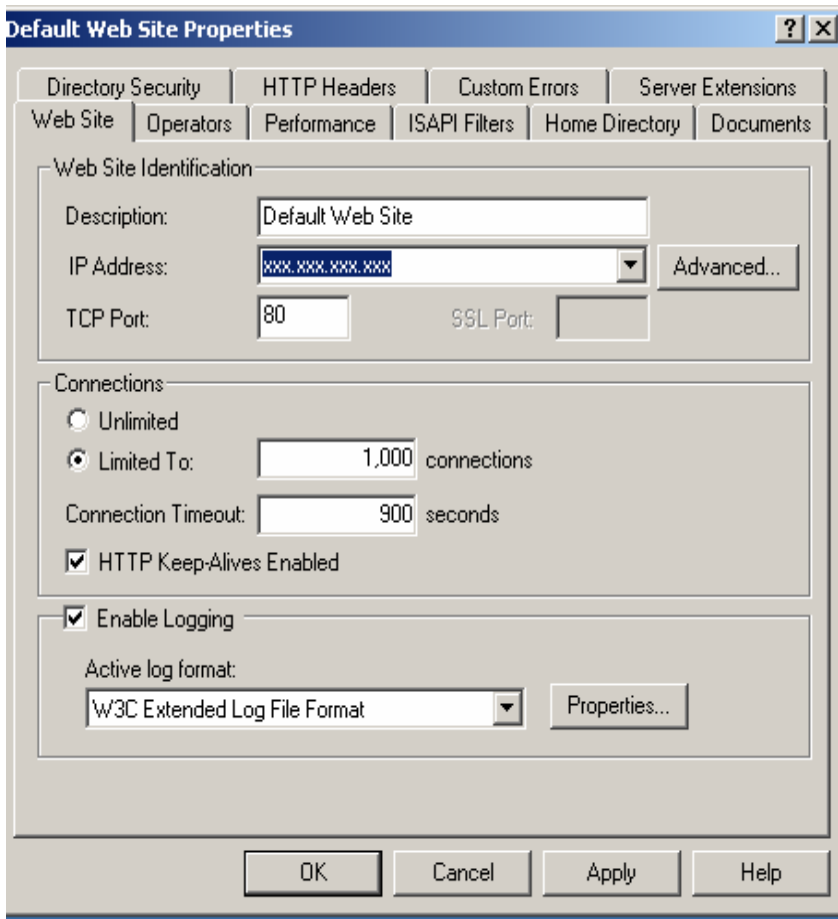 Default Web Site Properties ? X
Directory Security HTTP Headers Custom Errors Server Extensions
Web Site Operators Performance ISAPI Filters Home Directory Documents
Web Site Identification
Description: Default Web Site
IP Address: xxx.xxx.xxx.xxx Advanced...
TCP Port: 80 SSL Port:
Connections
Unlimited
Limited To: 1,000 connections
Connection Timeout: 900 seconds
HTTP Keep-Alives Enabled
Enable Logging
Active log format:
W3C Extended Log File Format Properties...
OK Cancel Apply Help